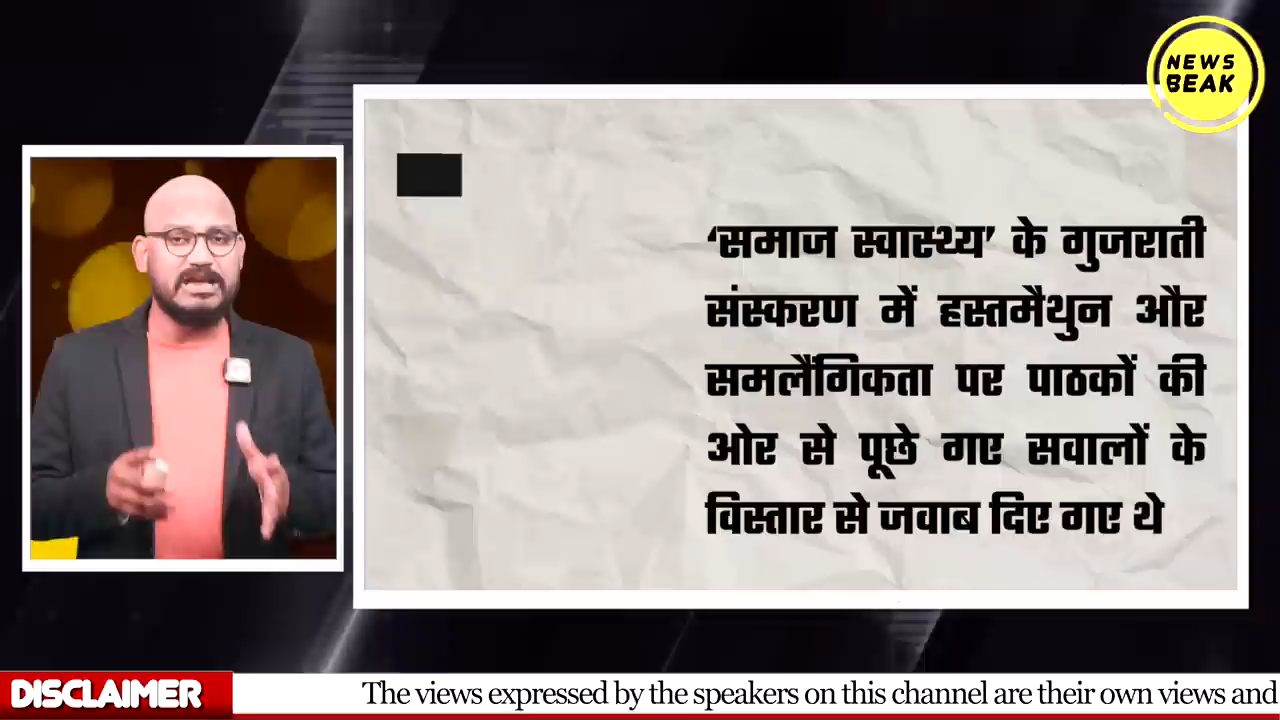 NEWS
BEAK
‘समाज स्वास्थ्य’ के गुजराती
संस्करण में हस्तमैथुन और
समलैंगिकता पर पाठकों की
ओर से पूछे गए सवालों के
विस्तार से जवाब दिए गए थे
DISCLAIMER
The views expressed by the speakers on this channel are their own views and